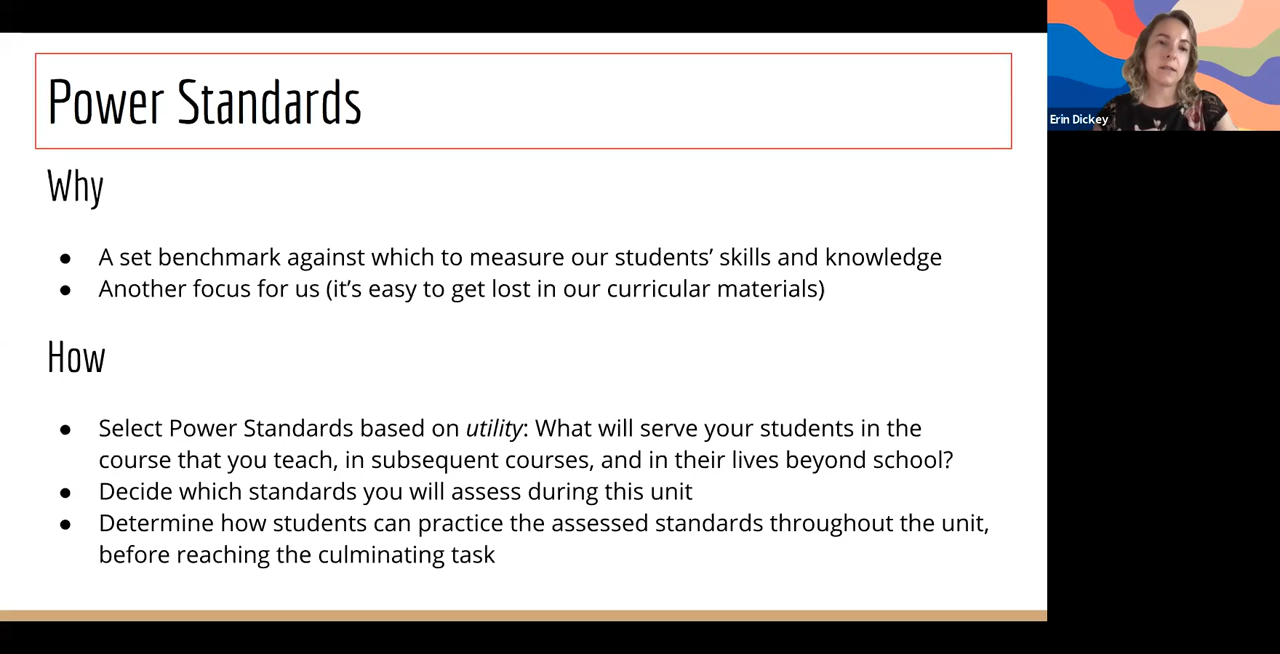 Power Standards
Erin Dickey
Why
● A set benchmark against which to measure our students’ skills and knowledge
● Another focus for us (it’s easy to get lost in our curricular materials)
How
● Select Power Standards based on utility: What will serve your students in the
course that you teach, in subsequent courses, and in their lives beyond school?
● Decide which standards you will assess during this unit
● Determine how students can practice the assessed standards throughout the unit,
before reaching the culminating task